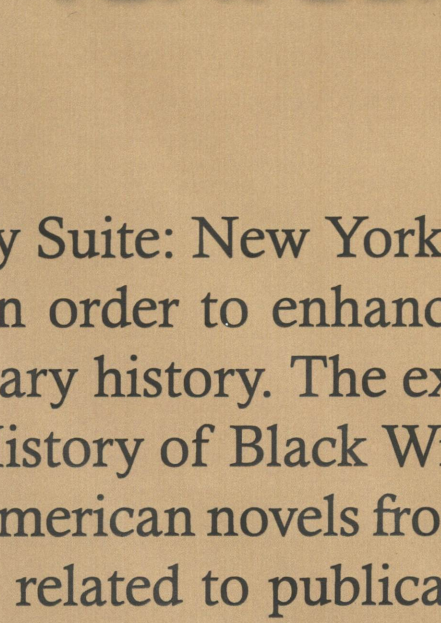 y Suite: New York
n order to enhanc
ary history. The ex
istory of Black W
merican novels fro
related to publica